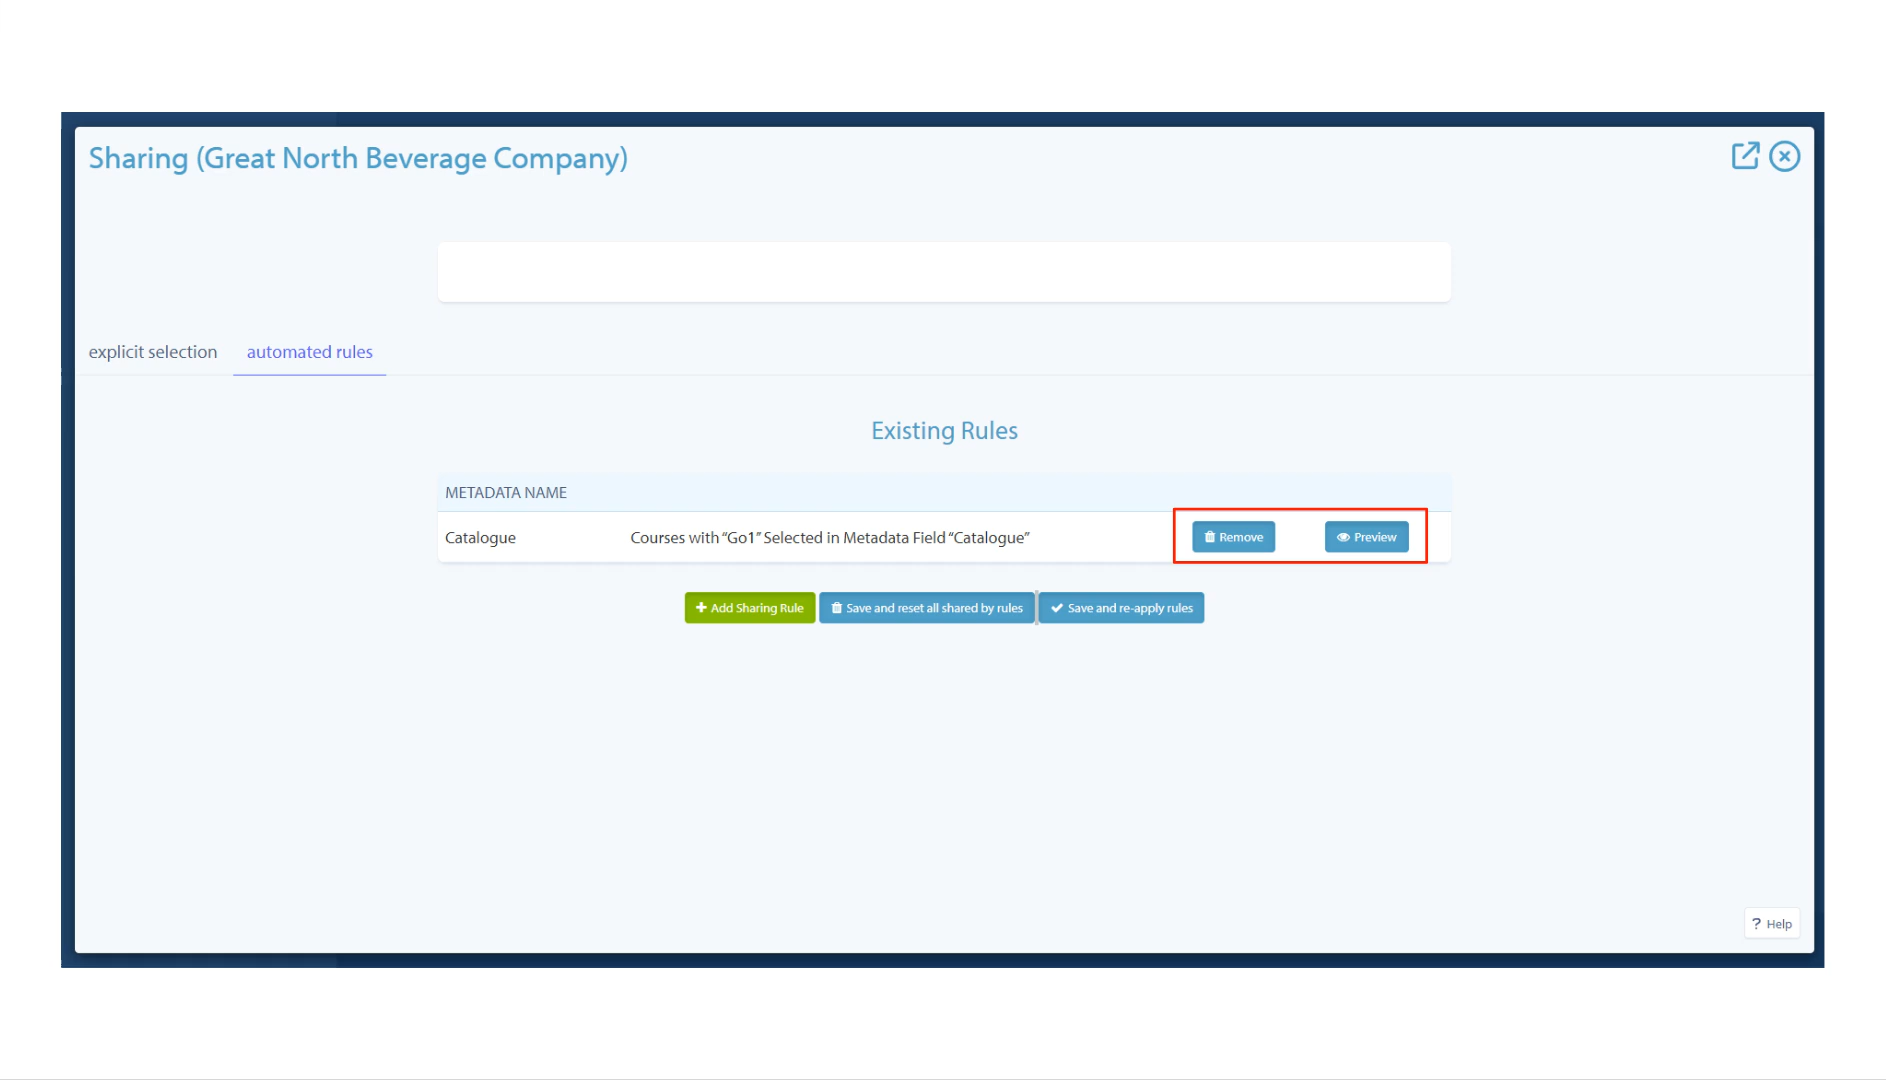 Sharing (Great North Beverage Company)
explicit selection automated rules
Existing Rules
METADATA NAME
Catalogue Courses with “Go1” Selected in Metadata Field “Catalogue” Remove Preview
Add Sharing Rule Save and reset all shared by rules Save and re-apply rules
? Help